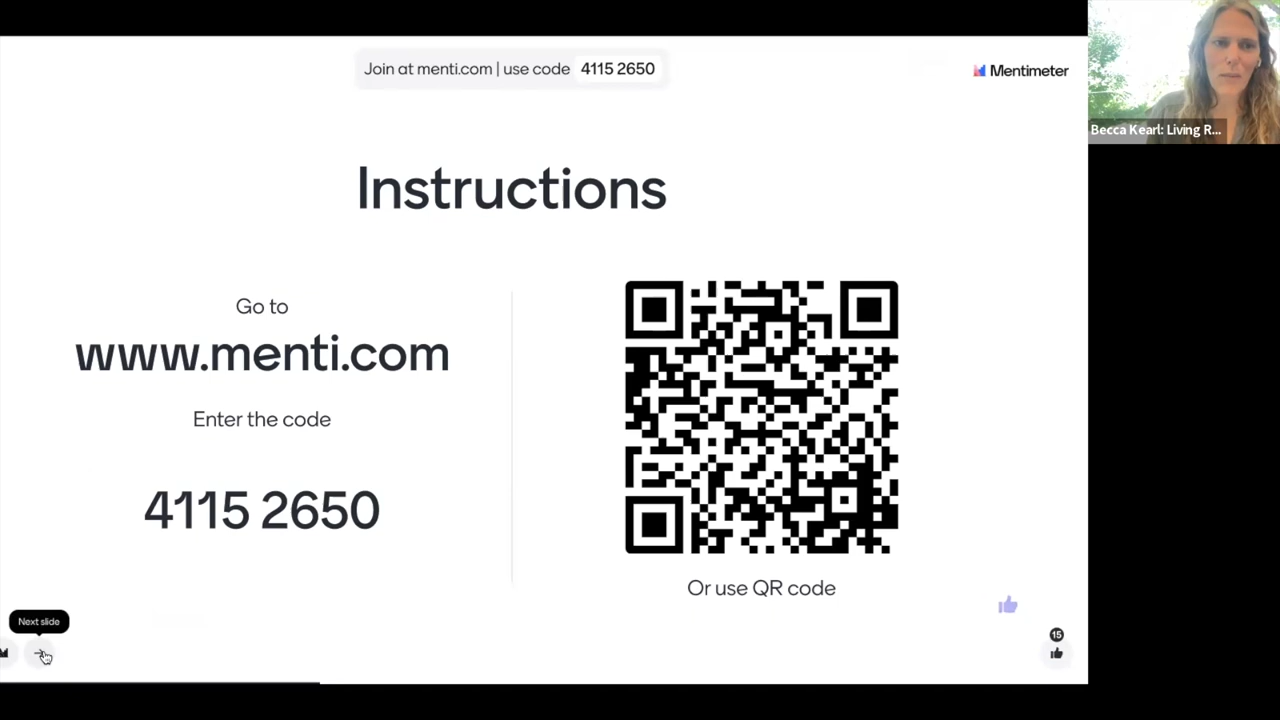 Join at menti.com | use code 4115 2650
Mentimeter
Becca Kearl: Living R...
Instructions
Go to
www.menti.com
Enter the code
4115 2650
Or use QR code
Next slide
15